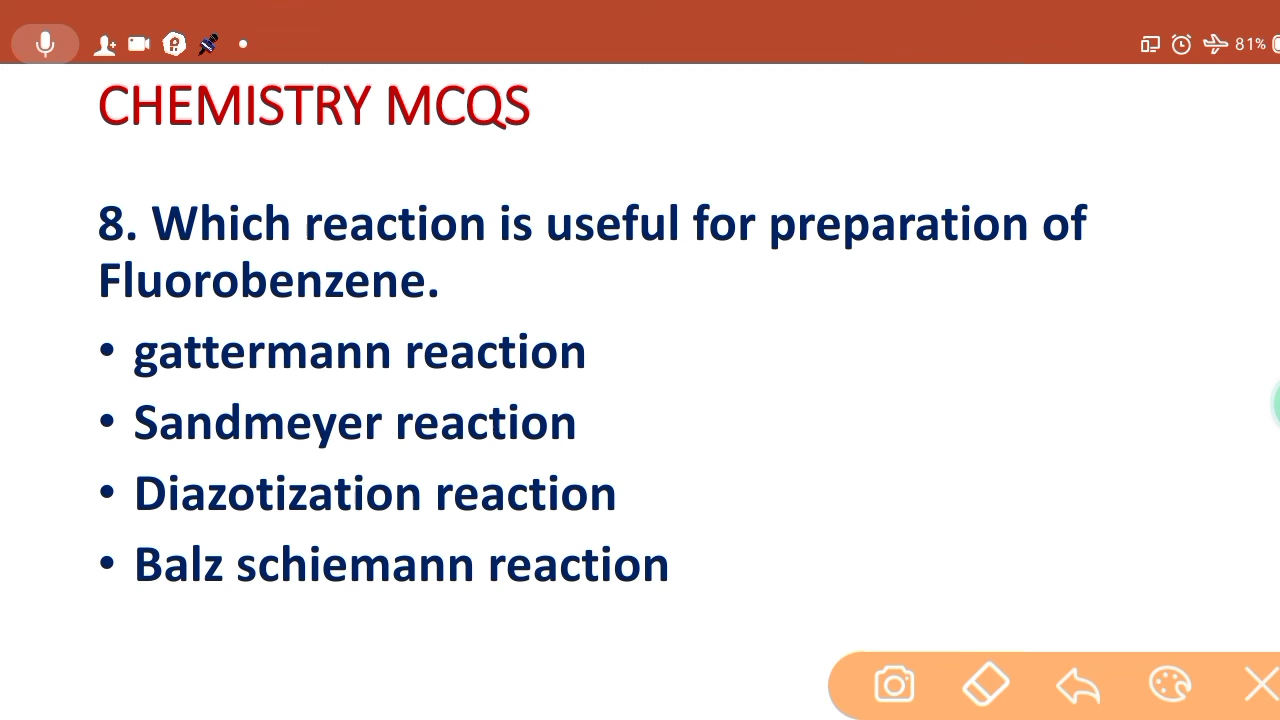 81%
CHEMISTRY MCQS
8. Which reaction is useful for preparation of
Fluorobenzene.
• gattermann reaction
• Sandmeyer reaction
• Diazotization reaction
• Balz schiemann reaction